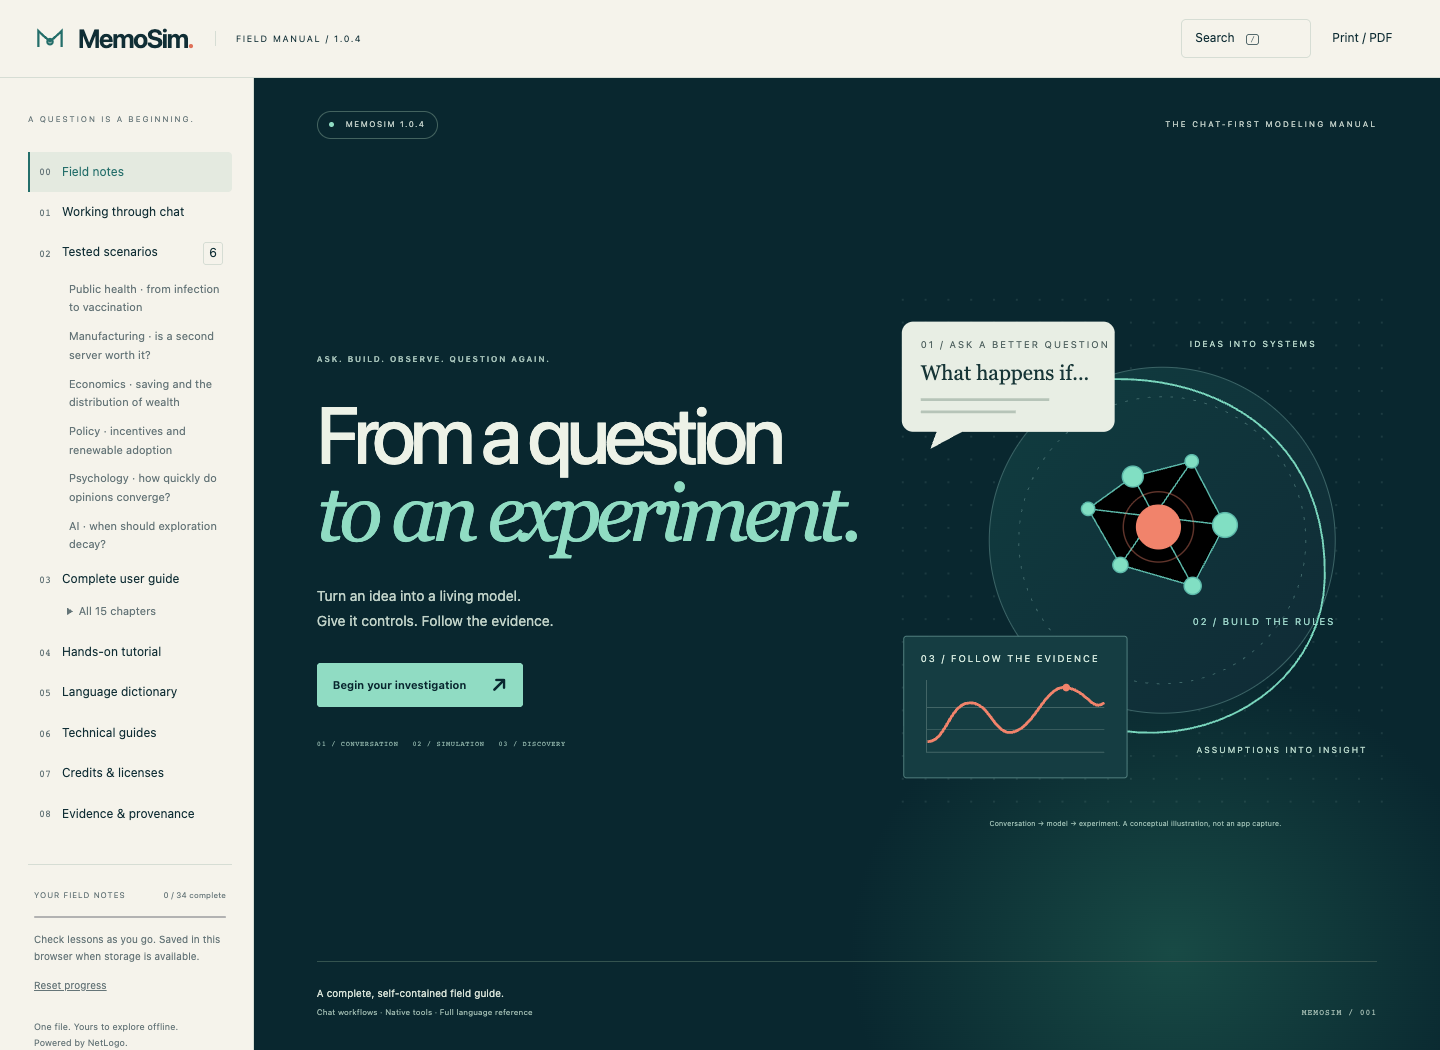 MemoSim.
FIELD MANUAL / 1.0.4
Search /
Print / PDF
A QUESTION IS A BEGINNING.
00 Field notes
01 Working through chat
02 Tested scenarios 6
Public health · from infection
to vaccination
Manufacturing · is a second
server worth it?
Economics · saving and the
distribution of wealth
Policy · incentives and
renewable adoption
Psychology · how quickly do
opinions converge?
AI · when should exploration
decay?
03 Complete user guide
All 15 chapters
04 Hands-on tutorial
05 Language dictionary
06 Technical guides
07 Credits & licenses
08 Evidence & provenance
YOUR FIELD NOTES 0 / 34 complete
Check lessons as you go. Saved in this
browser when storage is available.
Reset progress
One file. Yours to explore offline.
Powered by NetLogo.
MEMOSIM 1.0.4
THE CHAT-FIRST MODELING MANUAL
ASK. BUILD. OBSERVE. QUESTION AGAIN.
From a question
to an experiment.
Turn an idea into a living model.
Give it controls. Follow the evidence.
Begin your investigation
01 / CONVERSATION 02 / SIMULATION 03 / DISCOVERY
01 / ASK A BETTER QUESTION
What happens if...
IDEAS INTO SYSTEMS
02 / BUILD THE RULES
03 / FOLLOW THE EVIDENCE
ASSUMPTIONS INTO INSIGHT
Conversation → model → experiment. A conceptual illustration, not an app capture.
A complete, self-contained field guide.
Chat workflows · Native tools · Full language reference
MEMOSIM / 001